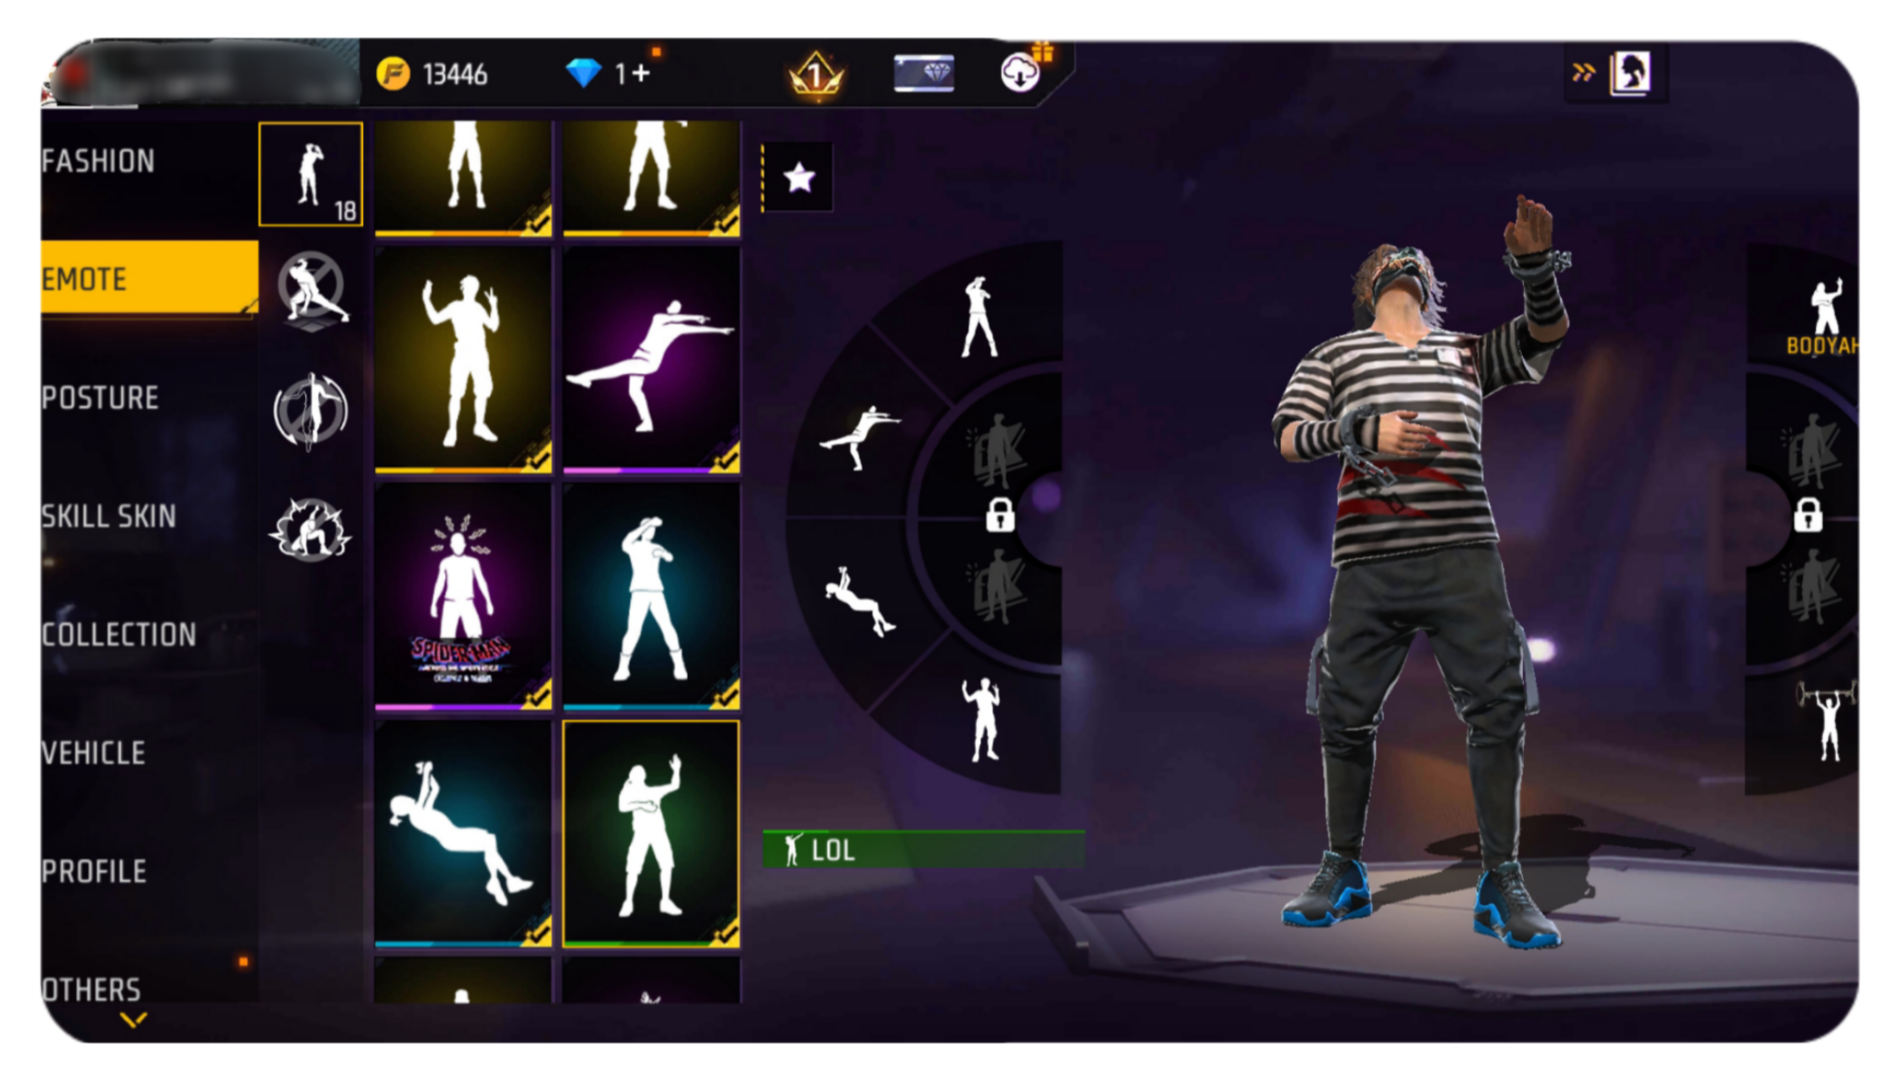 13446
1+
1
FASHION
18
EMOTE
BOOYAH
POSTURE
SKILL SKIN
SPIDER-MAN
COLLECTION
VEHICLE
LOL
PROFILE
OTHERS